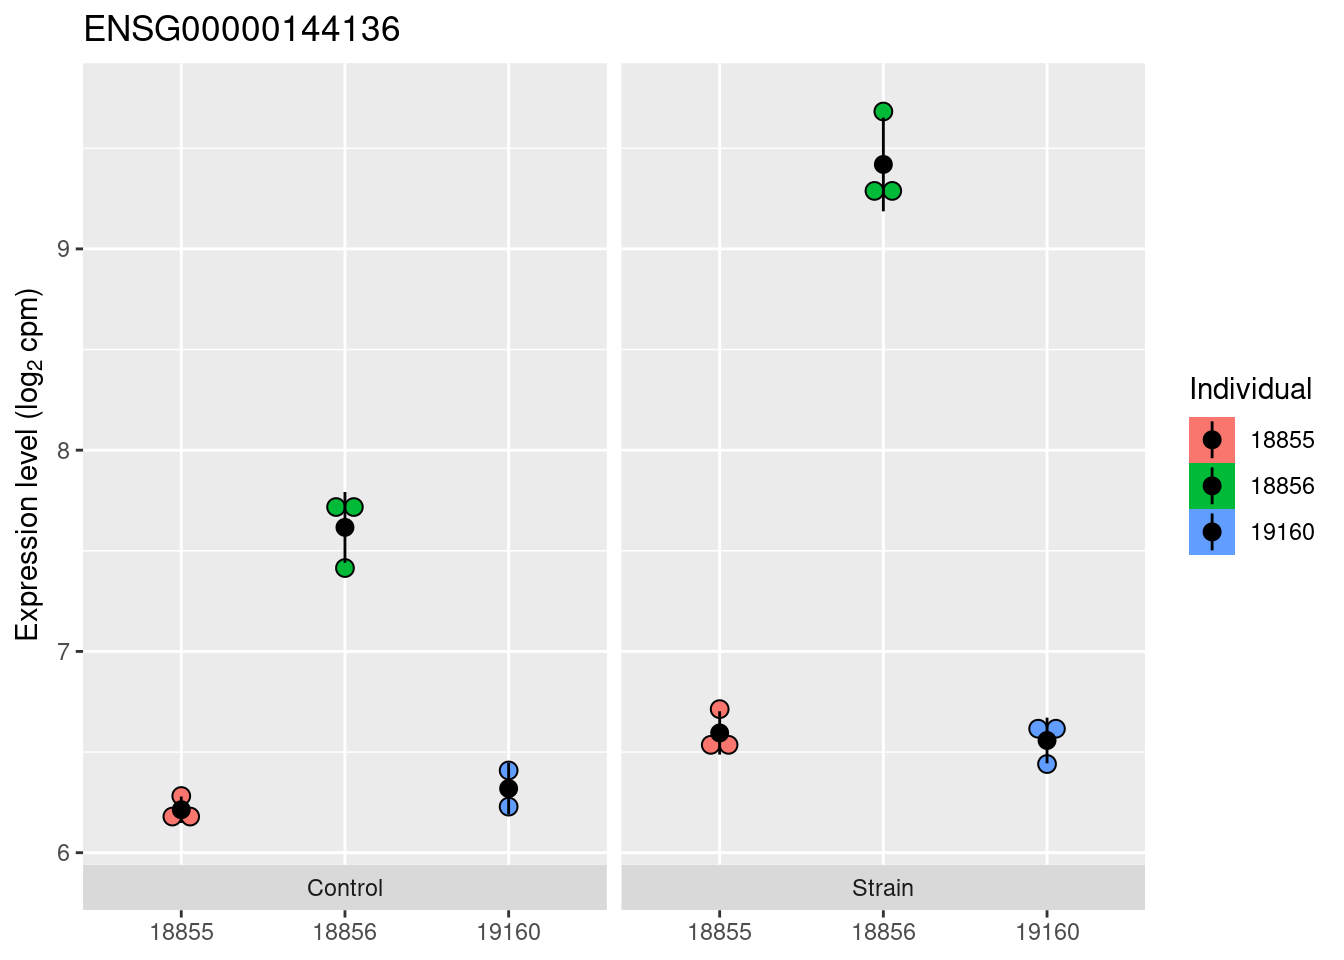 ENSG00000144136
Expression level (log₂ cpm)
9
8
7
6
Control
Strain
18855
18856
19160
18855
18856
19160
Individual
18855
18856
19160